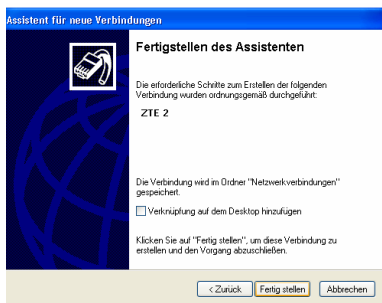 Assistent für neue Verbindungen
Fertigstellen des Assistenten
Die erforderliche Schritte zum Erstellen der folgenden
Verbindung wurden ordnungsgemäß durchgeführt:
ZTE 2
Die Verbindung wird im Ordner "Netzwerkverbindungen"
gespeichert.
Verknüpfung auf dem Desktop hinzufügen
Klicken Sie auf "Fertig stellen", um diese Verbindung zu
erstellen und den Vorgang abzuschließen.
< Zurück Fertig stellen Abbrechen